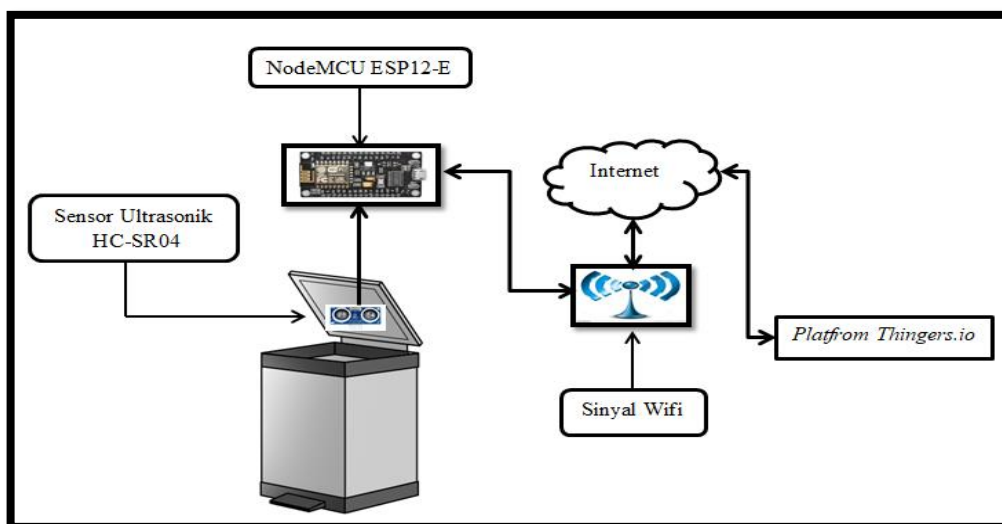 NodeMCU ESP12-E
Internet
Sensor Ultrasonik
HC-SR04
Platfrom Thingers.io
Sinyal Wifi